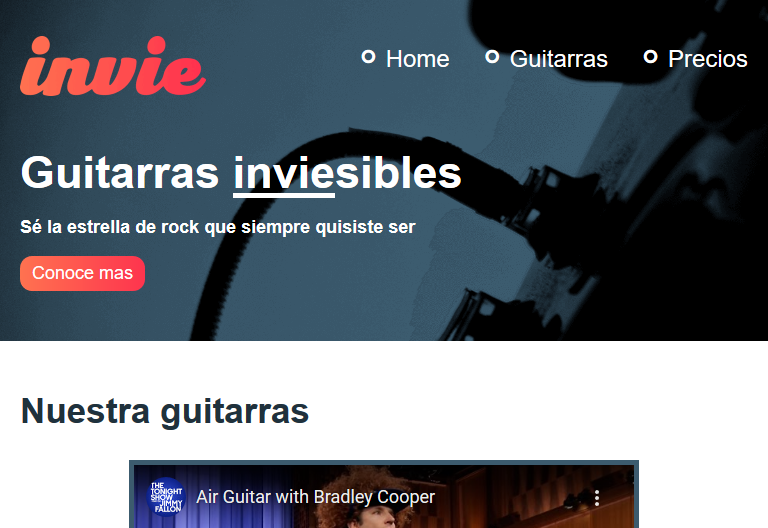 invie
Home
Guitarras
Precios
Guitarras inviesibles
Sé la estrella de rock que siempre quisiste ser
Conoce mas
Nuestra guitarras
THE
TONIGHT
SHOW
JIMMY
FALLON
Air Guitar with Bradley Cooper